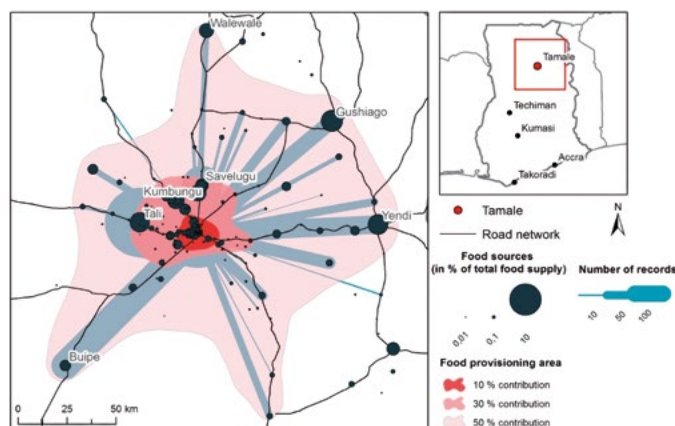 Walewale
Gushiago
Savelugu
Kumbungu
Tali
Yendi
Buipe
0 25 50 km
Tamale
Techiman
Kumasi
Accra
Takoradi
N
Tamale
Road network
Food sources
(in % of total food supply)
0,01
0,1
10
Number of records
10
50
100
Food provisioning area
10 % contribution
30 % contribution
50 % contribution